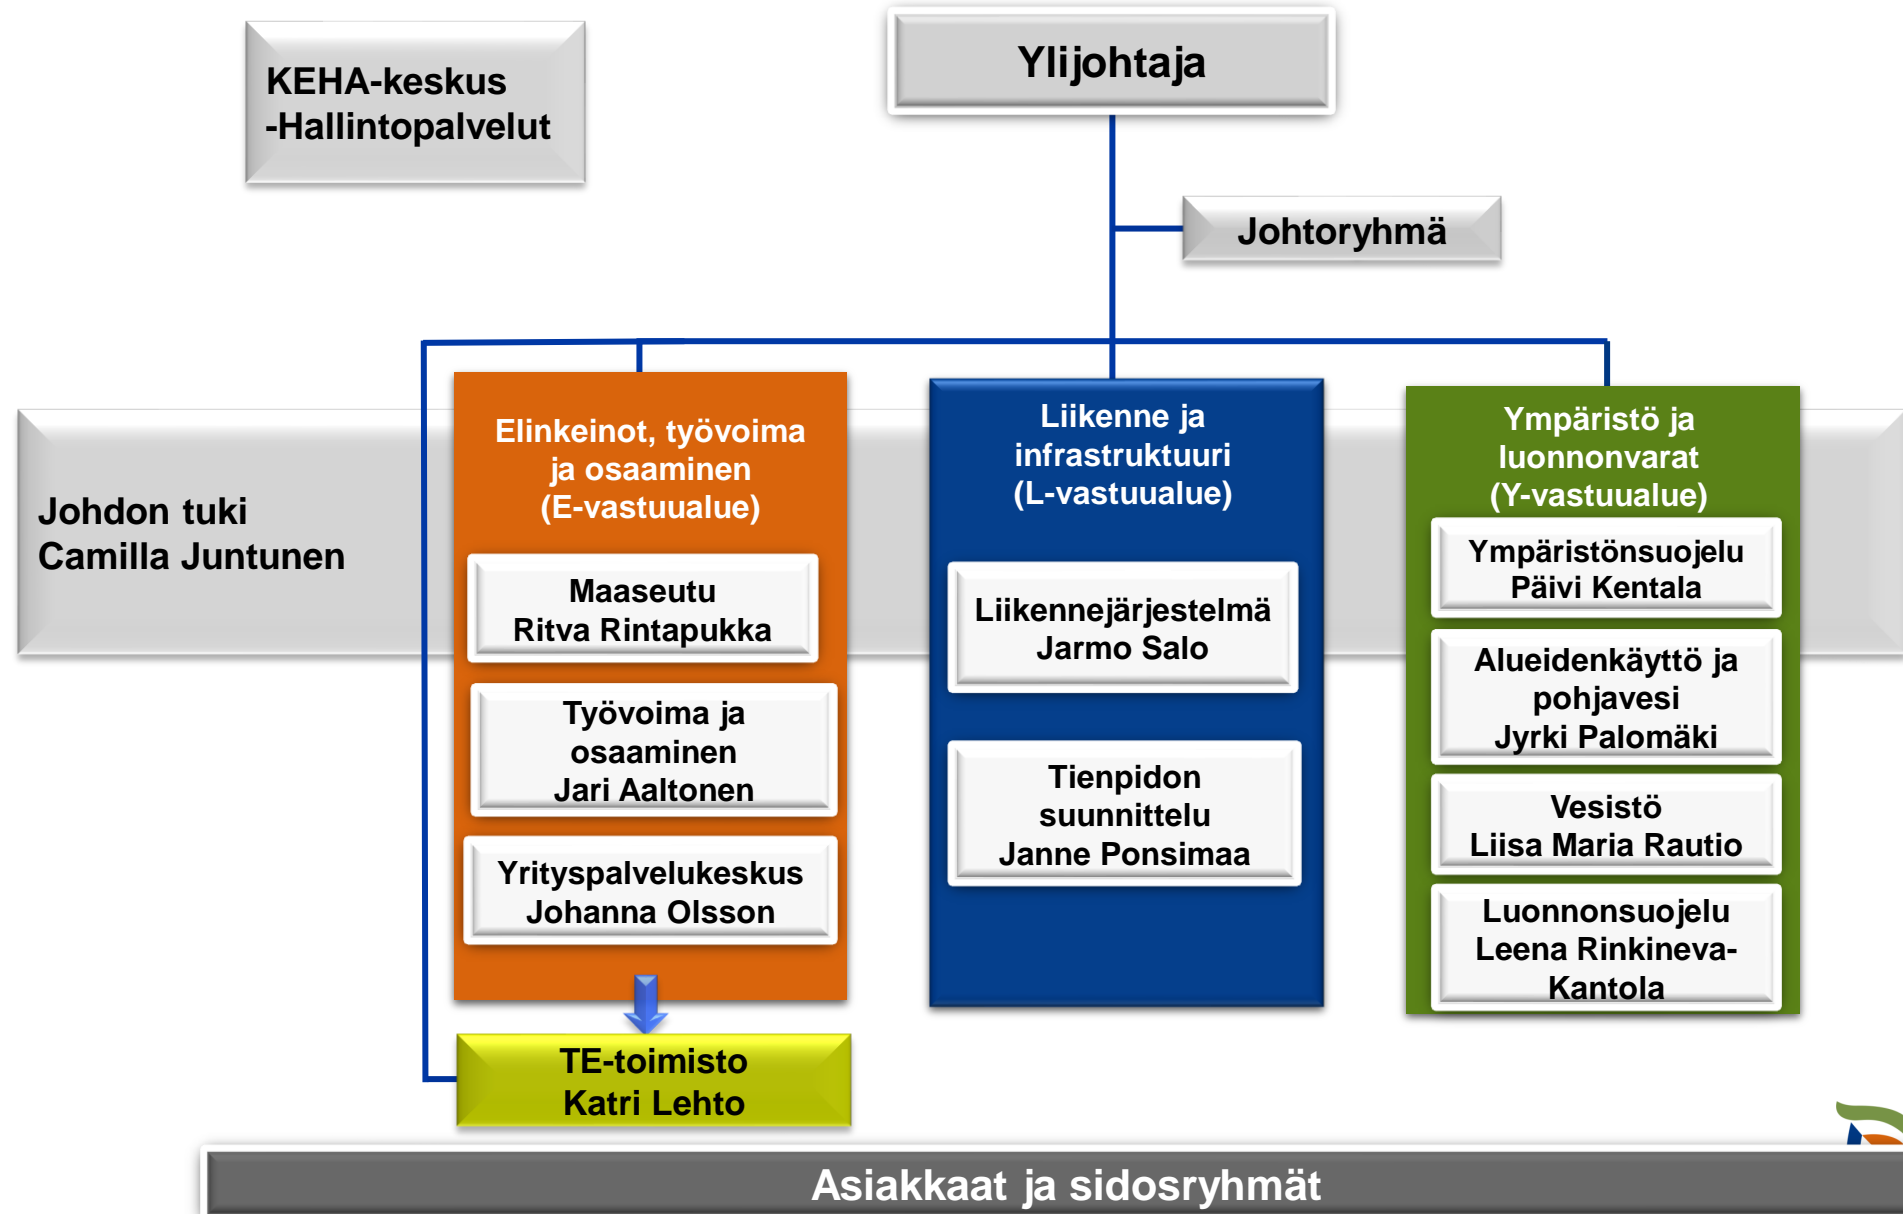 KEHA-keskus
-Hallintopalvelut
Ylijohtaja
Johtoryhmä
Johdon tuki
Camilla Juntunen
Elinkeinot, työvoima
ja osaaminen
(E-vastuualue)
Maaseutu
Ritva Rintapukka
Työvoima ja
osaaminen
Jari Aaltonen
Yrityspalvelukeskus
Johanna Olsson
TE-toimisto
Katri Lehto
Liikenne ja
infrastruktuuri
(L-vastuualue)
Liikennejärjestelmä
Jarmo Salo
Tienpidon
suunnittelu
Janne Ponsimaa
Ympäristö ja
luonnonvarat
(Y-vastuualue)
Ympäristönsuojelu
Päivi Kentala
Alueidenkäyttö ja
pohjavesi
Jyrki Palomäki
Vesistö
Liisa Maria Rautio
Luonnonsuojelu
Leena Rinkineva-
Kantola
Asiakkaat ja sidosryhmät